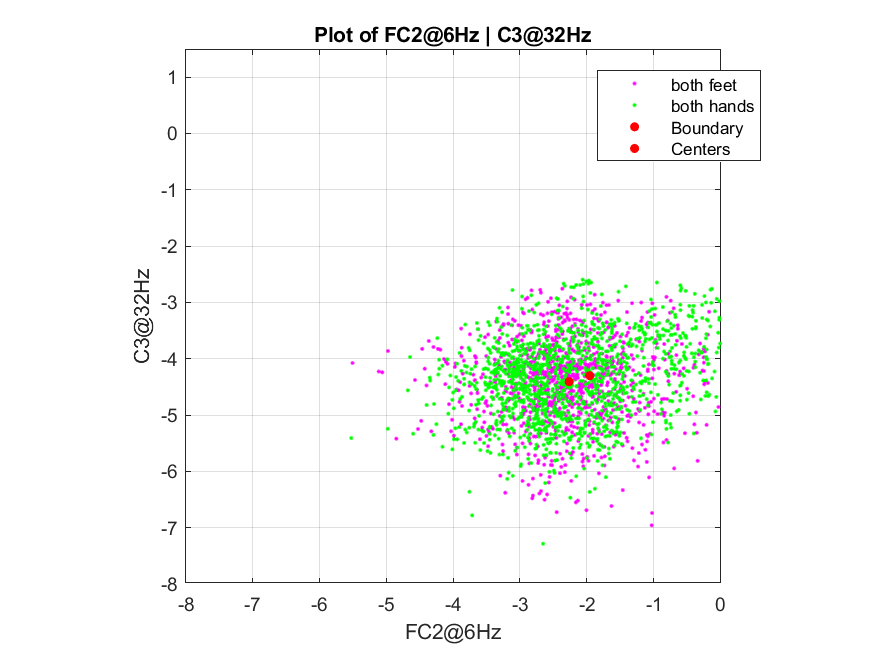 Plot of FC2@6Hz | C3@32Hz
both feet
both hands
Boundary
Centers
1
0
-1
-2
-3
-4
-5
-6
-7
-8
C3@32Hz
-8 -7 -6 -5 -4 -3 -2 -1 0
FC2@6Hz